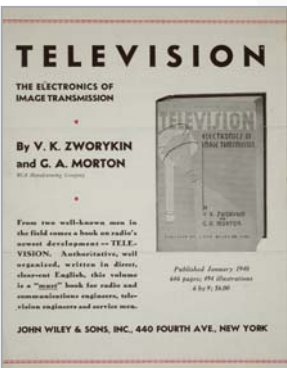 TELEVISION
THE ELECTRONICS OF
IMAGE TRANSMISSION
By V. K. ZWORYKIN
and G. A. MORTON
RCA Manufacturing Company
TELEVISION
ELECTRONICS OF
IMAGE TRANSMISSION
BY
V. K. ZWORYKIN
G. A. MORTON
From two well-known men in
the field comes a book on radio's
newest development -- TELE-
VISION. Authoritative, well
organized, written in direct,
clear-cut English, this volume
is a "must" book for radio and
communications engineers, tele-
vision engineers and service men.
Published January 1940
646 pages; 494 illustrations
6 by 9; $6.00
JOHN WILEY & SONS, INC., 440 FOURTH AVE., NEW YORK